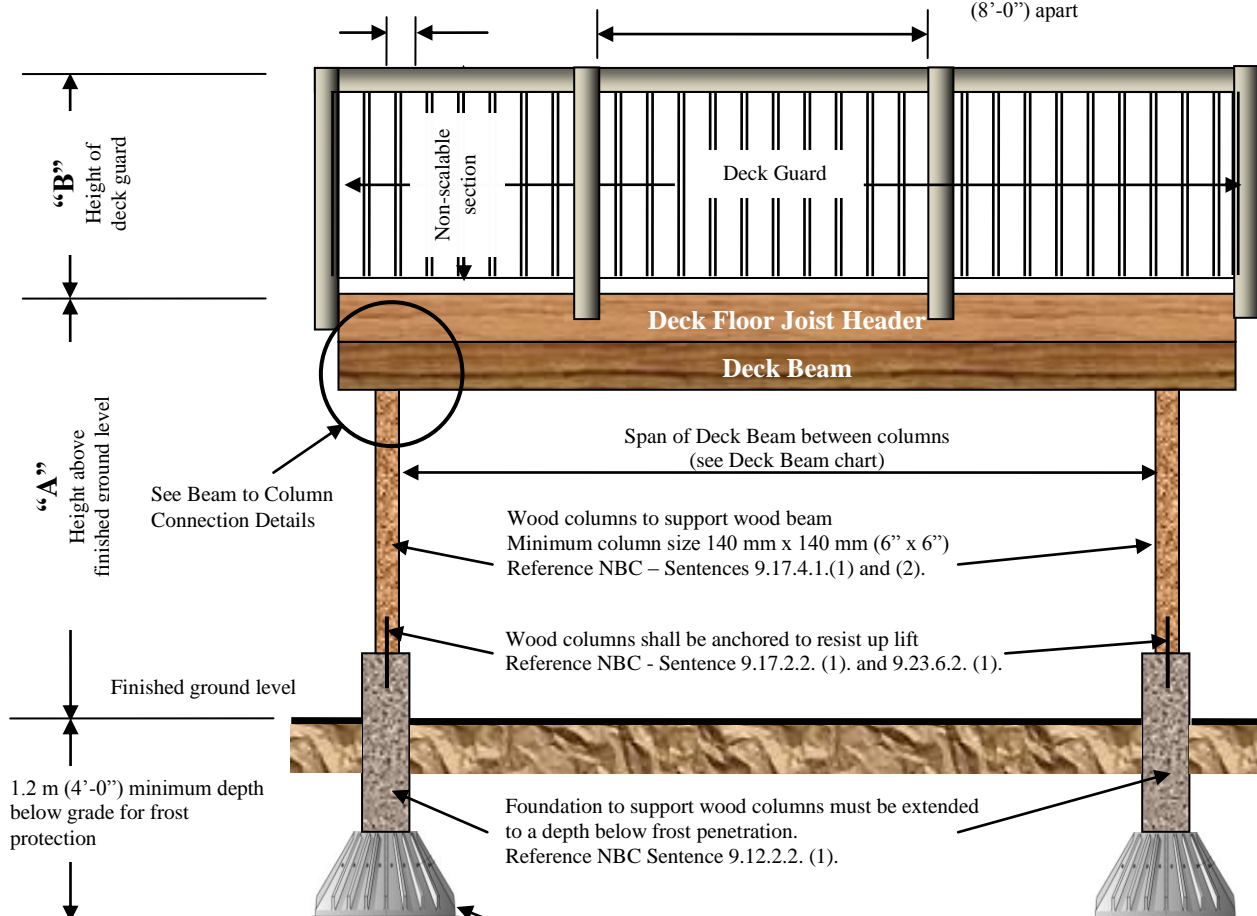 (8’-0”) apart
“B”
Height of
deck guard
Non-scalable
section
Deck Guard
Deck Floor Joist Header
Deck Beam
“A”
Height above
finished ground level
Span of Deck Beam between columns
(see Deck Beam chart)
See Beam to Column
Connection Details
Wood columns to support wood beam
Minimum column size 140 mm x 140 mm (6” x 6”)
Reference NBC – Sentences 9.17.4.1.(1) and (2).
Wood columns shall be anchored to resist up lift
Reference NBC - Sentence 9.17.2.2. (1). and 9.23.6.2. (1).
Finished ground level
1.2 m (4’-0”) minimum depth
below grade for frost
protection
Foundation to support wood columns must be extended
to a depth below frost penetration.
Reference NBC Sentence 9.12.2.2. (1).